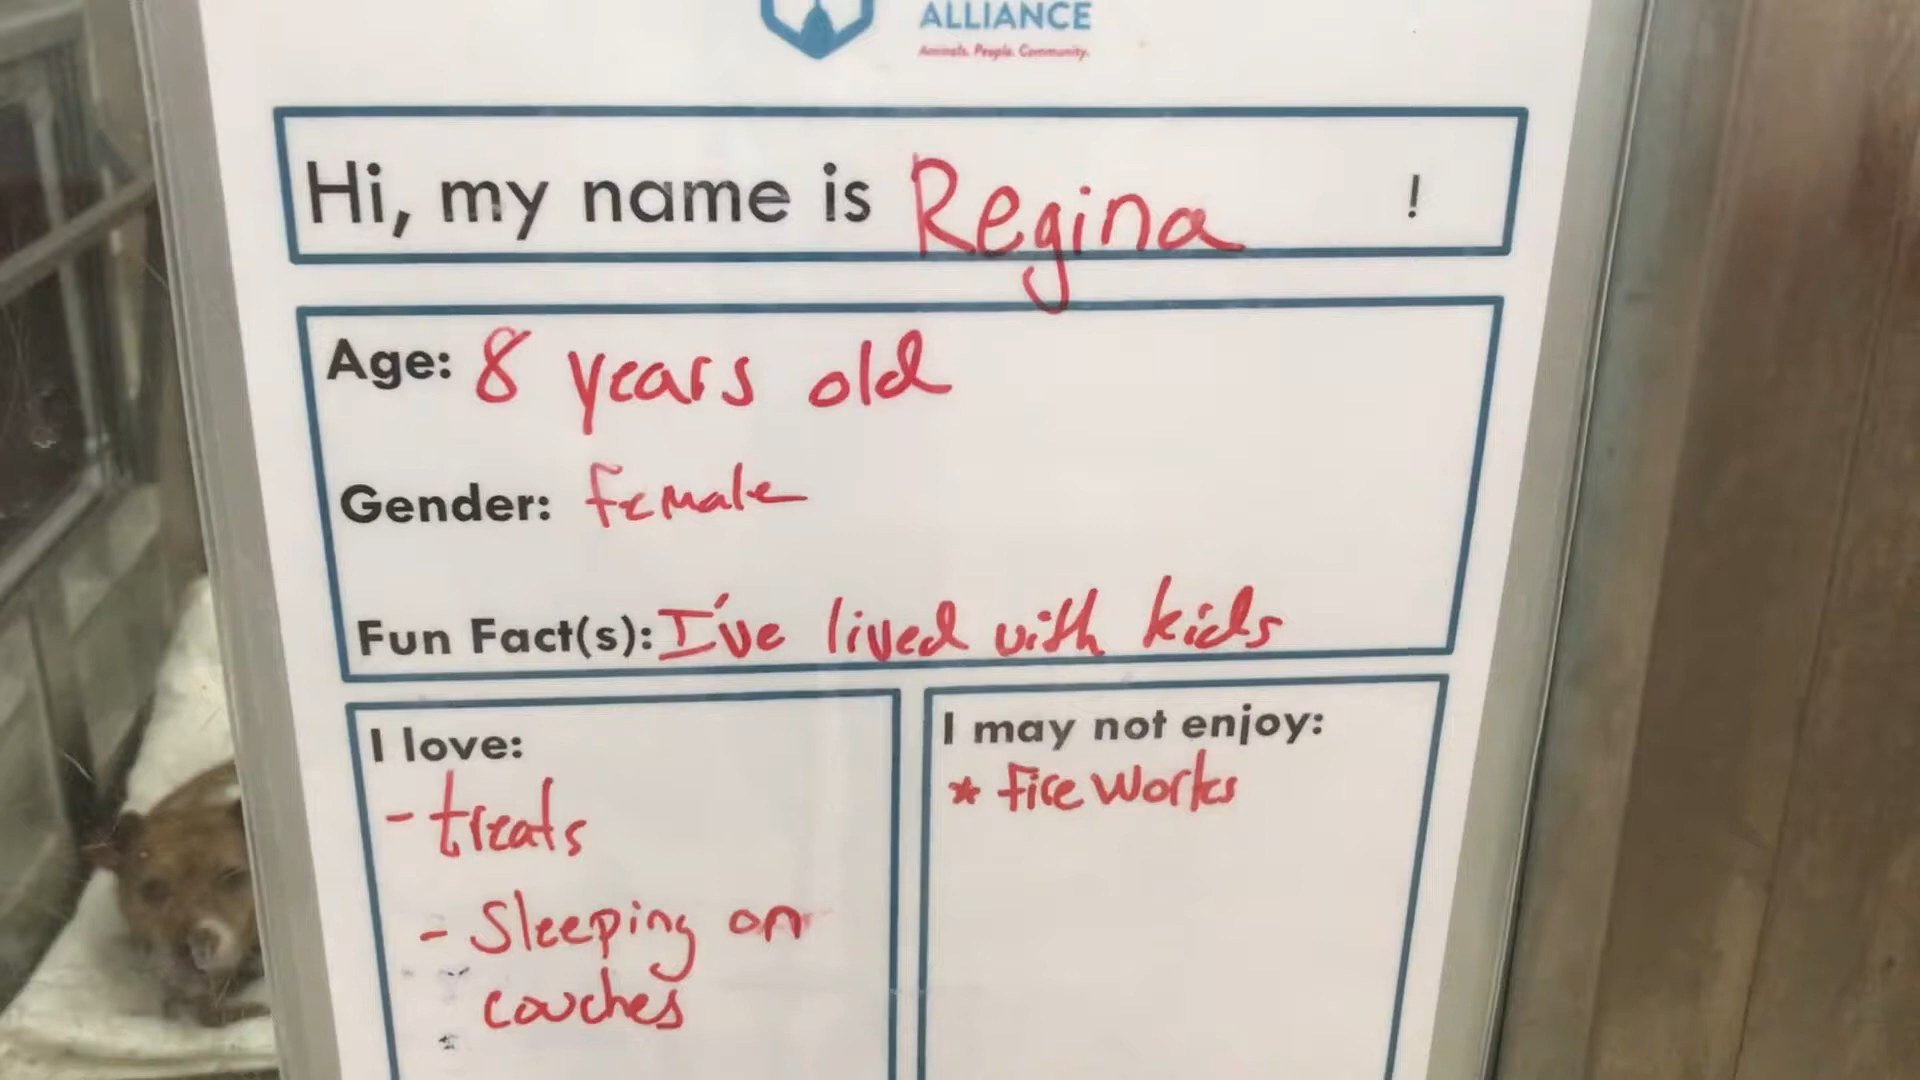 ALLIANCE
Animals. People. Community.
Hi, my name is Regina !
Age: 8 years old
Gender: female
Fun Fact(s): I've lived with kids
I love:
- treats
- Sleeping on
couches
I may not enjoy:
* fireworks